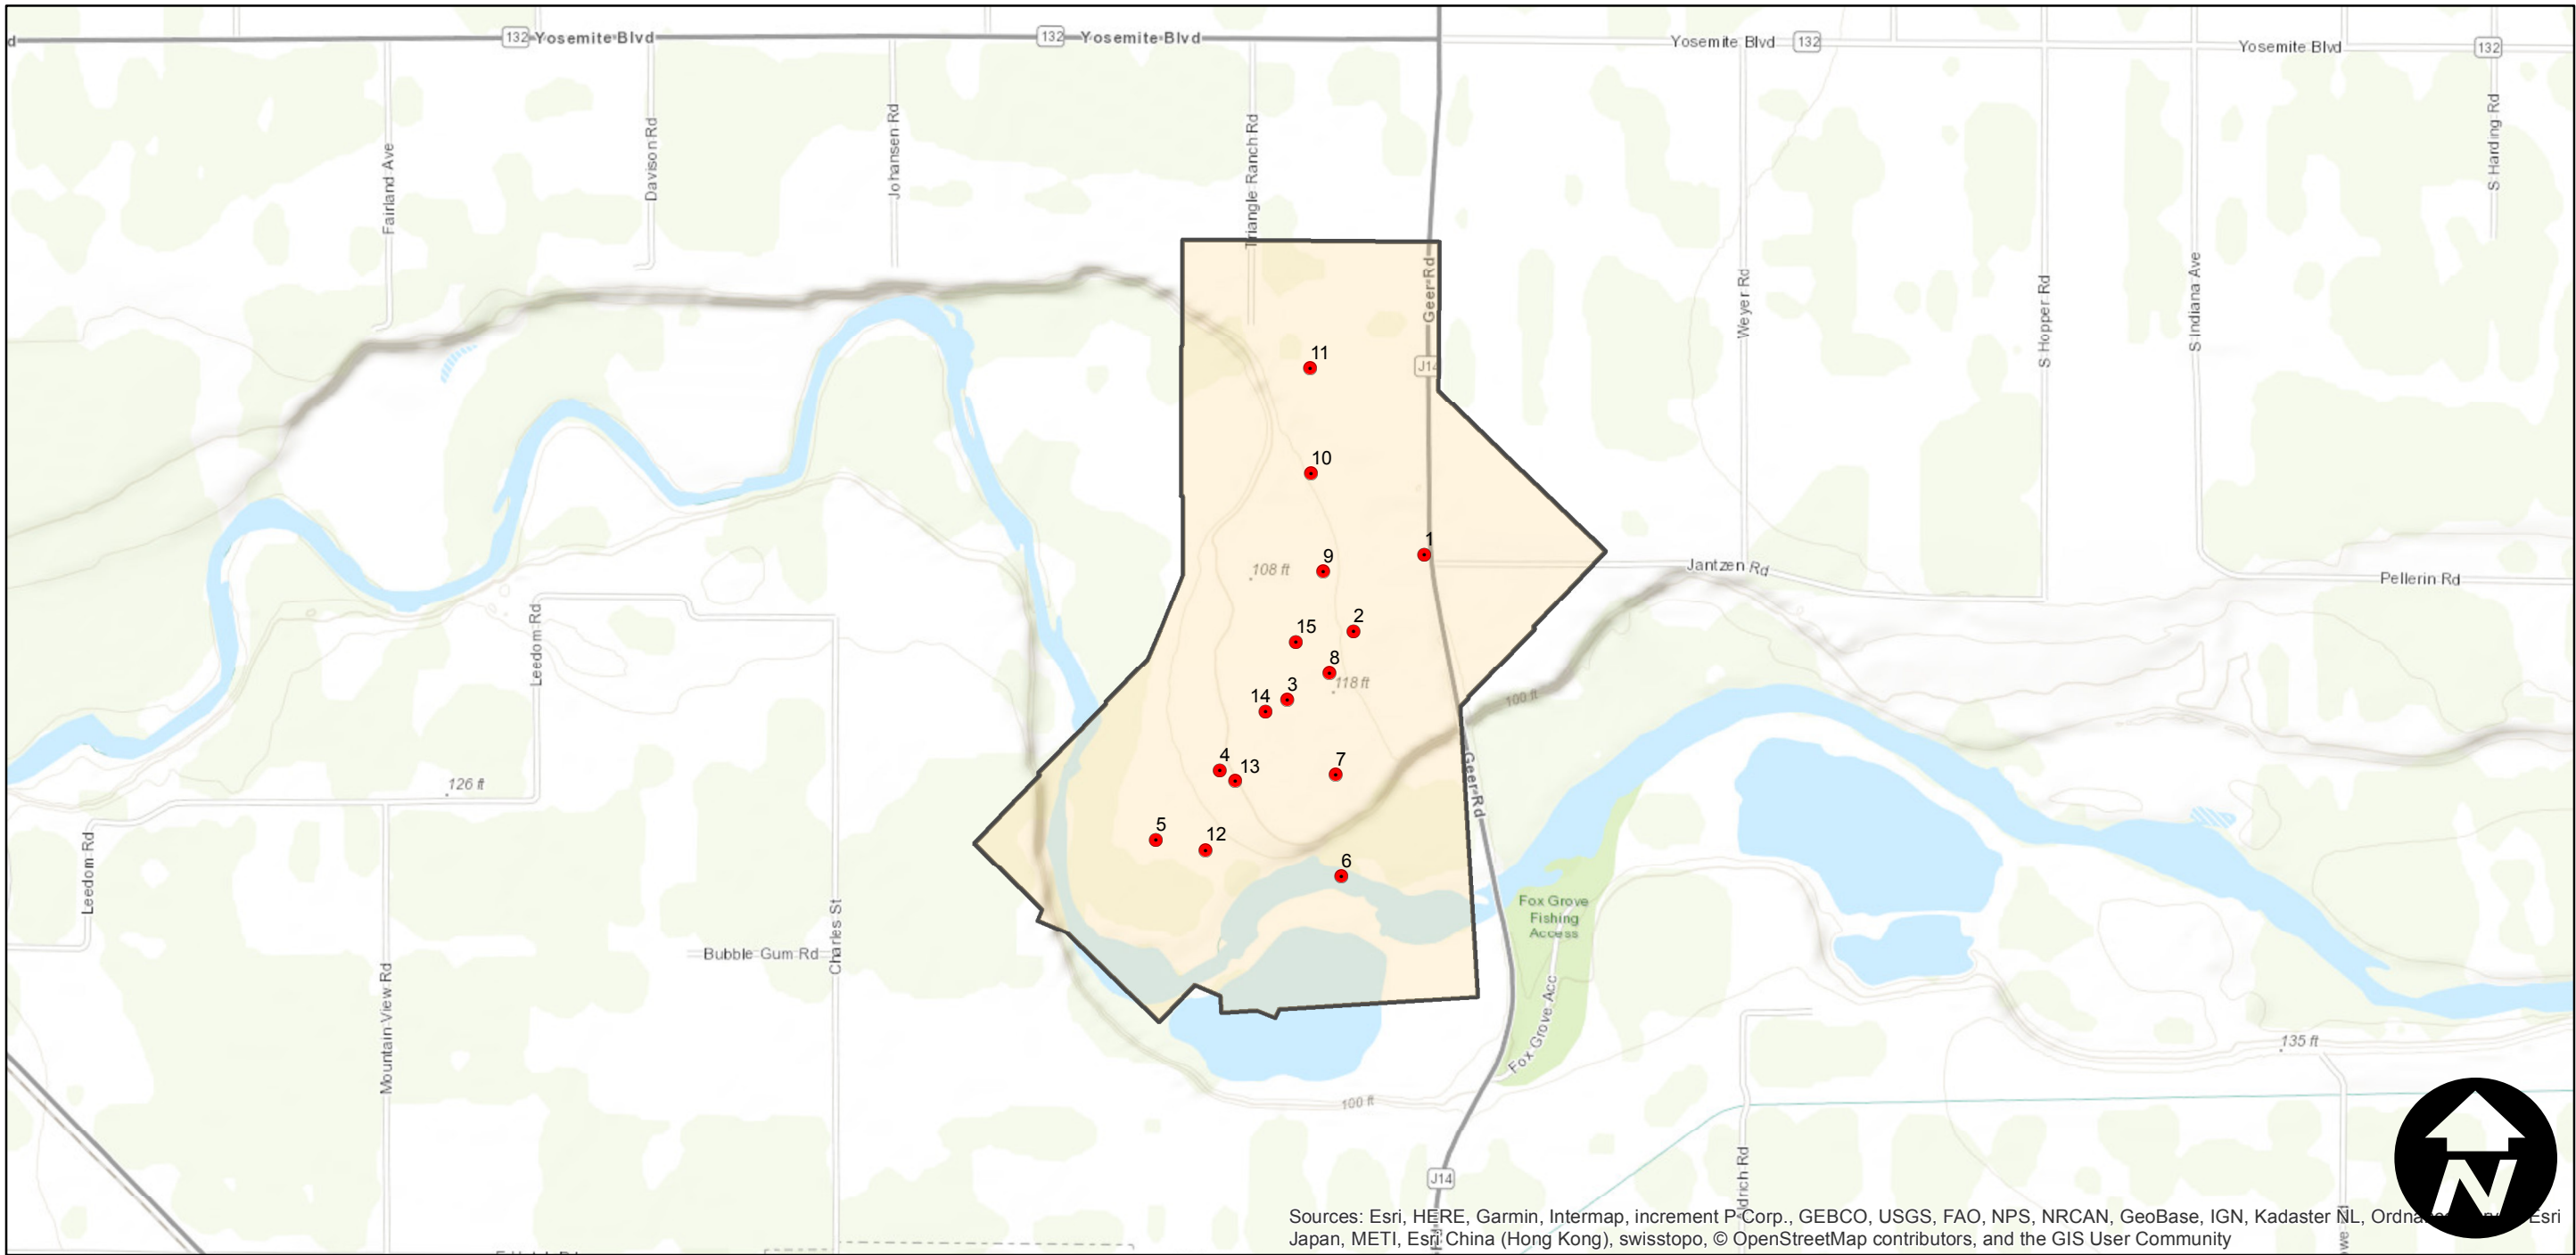 d
132 Yosemite Blvd
132 Yosemite Blvd
Yosemite Blvd 132
Yosemite Blvd
132
Fairland Ave
Davison Rd
Johansen Rd
Triangle Ranch Rd
Geer Rd
J14
Weyer Rd
S Hopper Rd
S Indiana Ave
S Harding Rd
11
10
1
9
108 ft
2
15
8
118 ft
3
14
4
13
7
5
12
6
Jantzen Rd
Pellerin Rd
100 ft
Geer Rd
Leedom Rd
126 ft
Leedom Rd
Charles St
Bubble Gum Rd
Mountain View Rd
Fox Grove
Fishing
Access
Fox Grove Acc
100 ft
135 ft
J14
Aldrich Rd
N
Sources: Esri, HERE, Garmin, Intermap, increment P Corp., GEBCO, USGS, FAO, NPS, NRCAN, GeoBase, IGN, Kadaster NL, Esri
Japan, METI, Esri China (Hong Kong), swisstopo, © OpenStreetMap contributors, and the GIS User Community